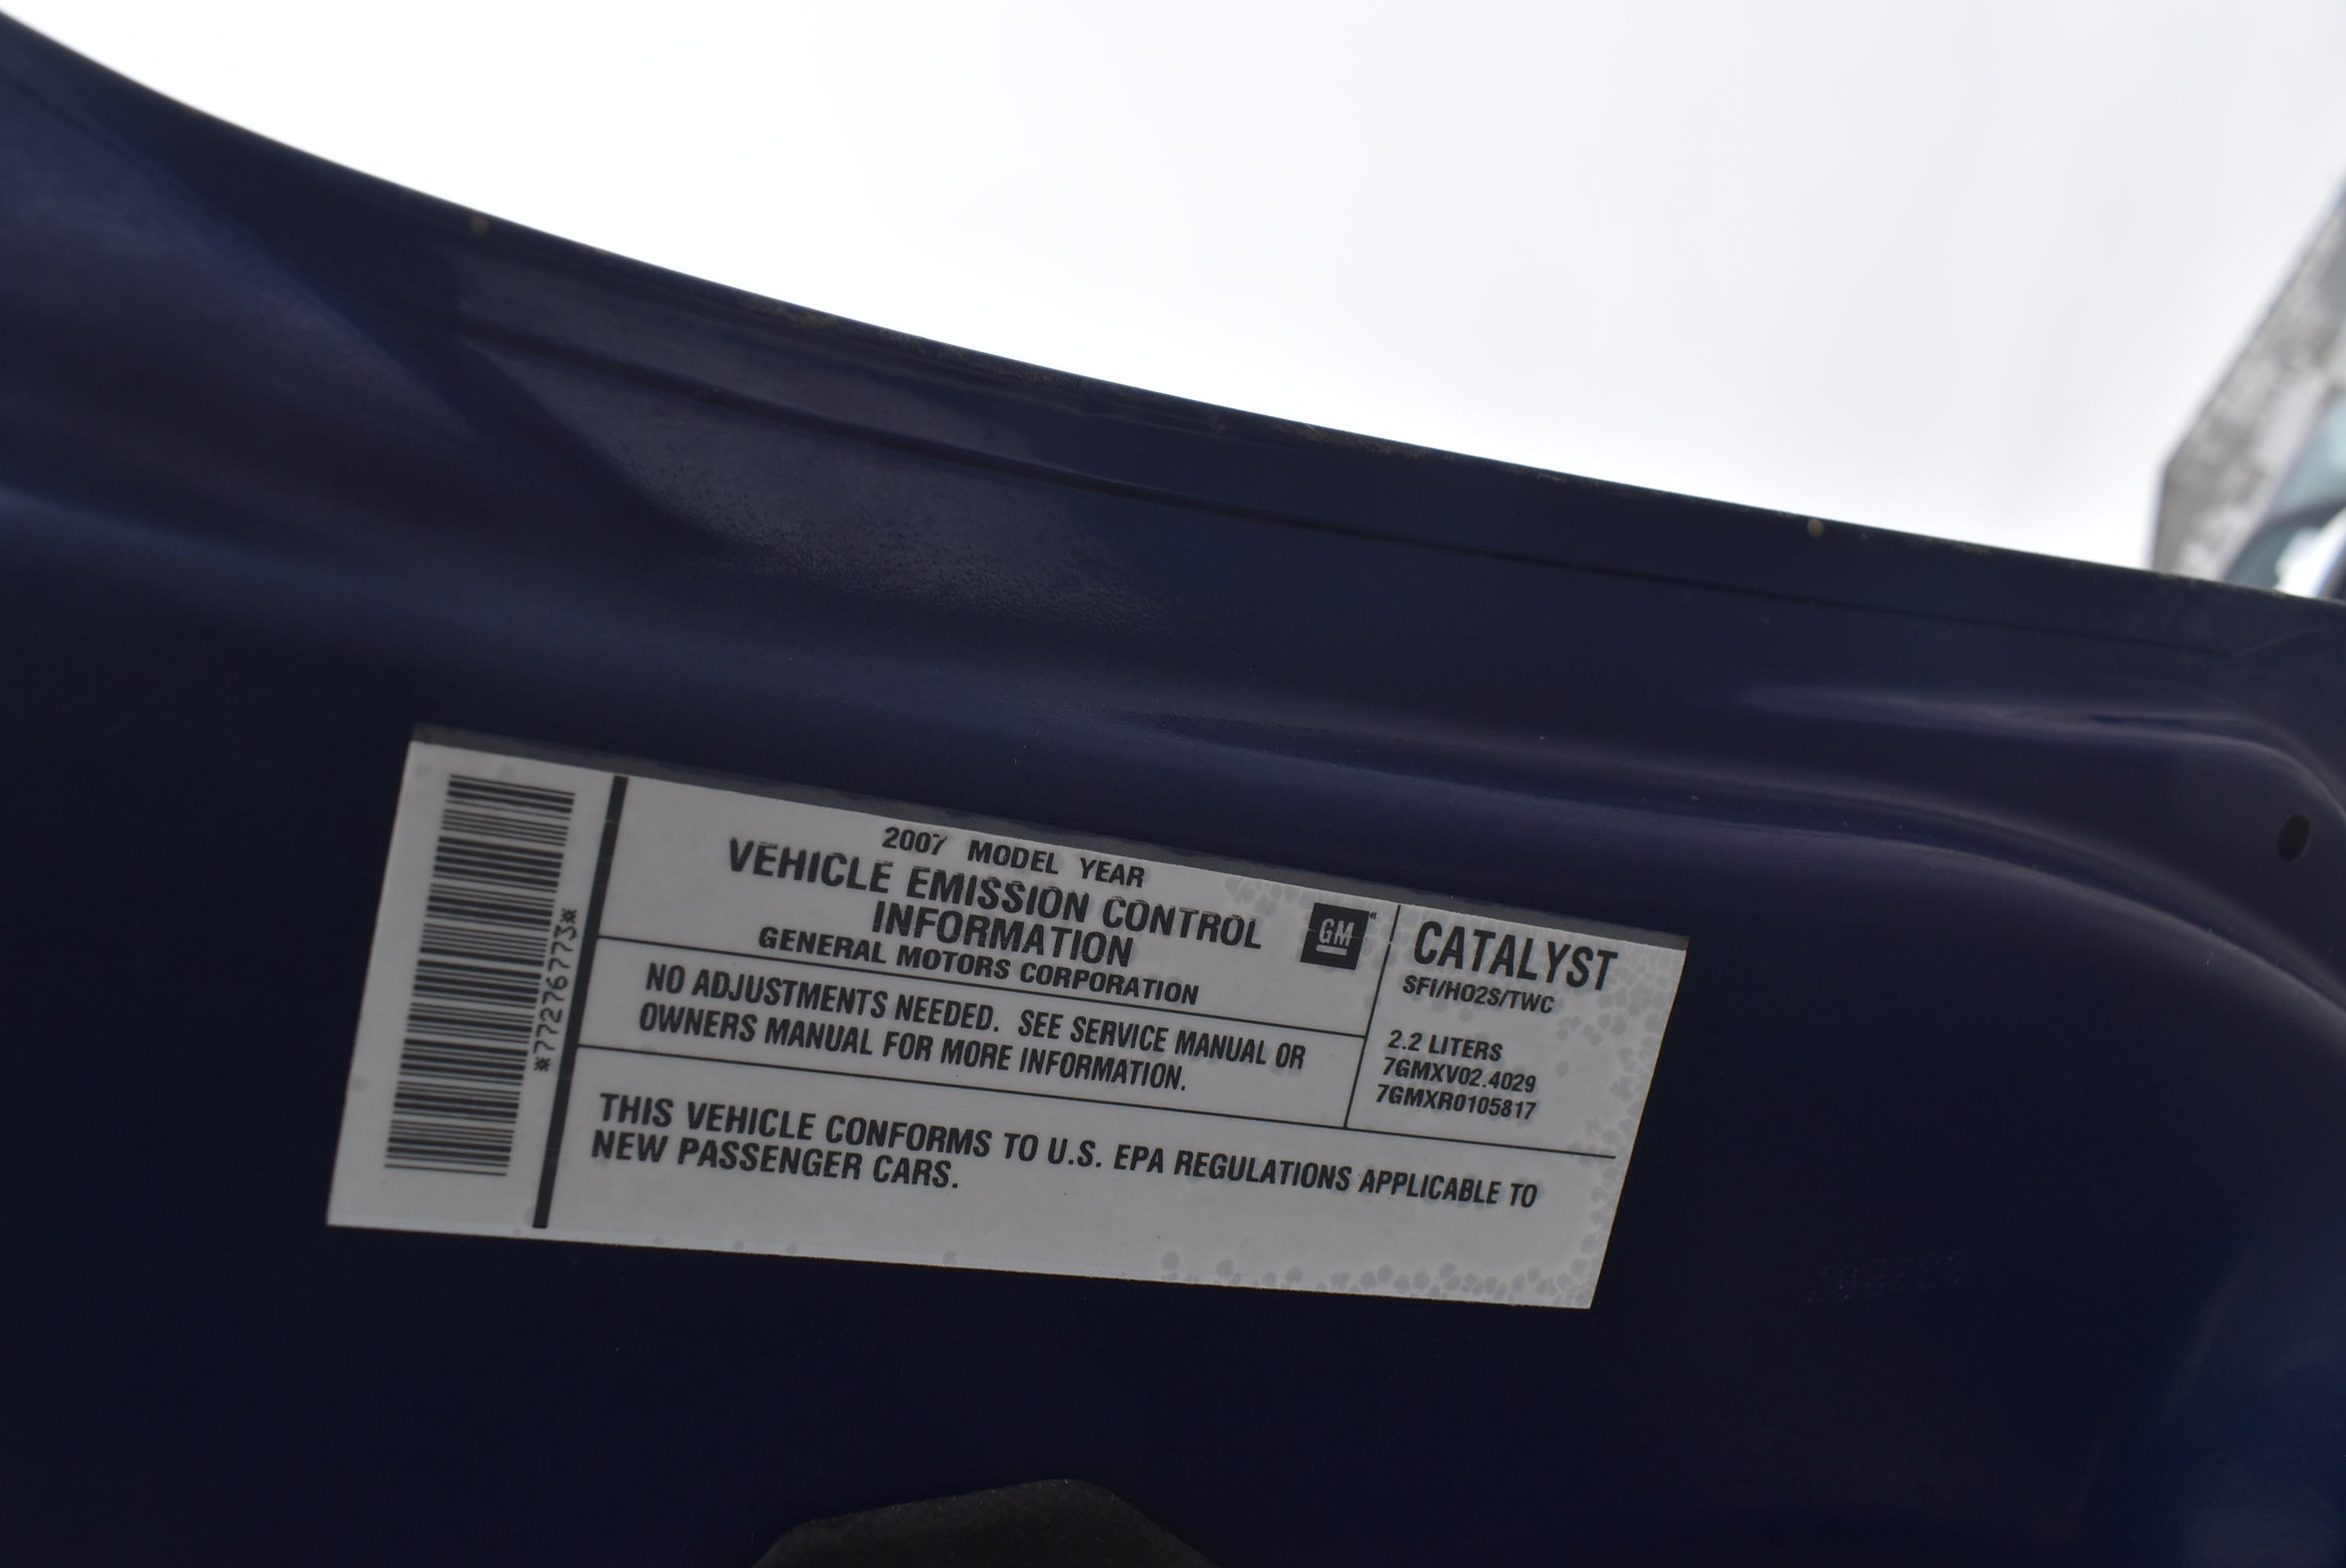 *77276773*
2007 MODEL YEAR
VEHICLE EMISSION CONTROL
INFORMATION
GENERAL MOTORS CORPORATION
GM
NO ADJUSTMENTS NEEDED. SEE SERVICE MANUAL OR
OWNERS MANUAL FOR MORE INFORMATION.
CATALYST
SFI/HO2S/TWC
2.2 LITERS
7GMXV02.4029
7GMXR0105817
THIS VEHICLE CONFORMS TO U.S. EPA REGULATIONS APPLICABLE TO
NEW PASSENGER CARS.